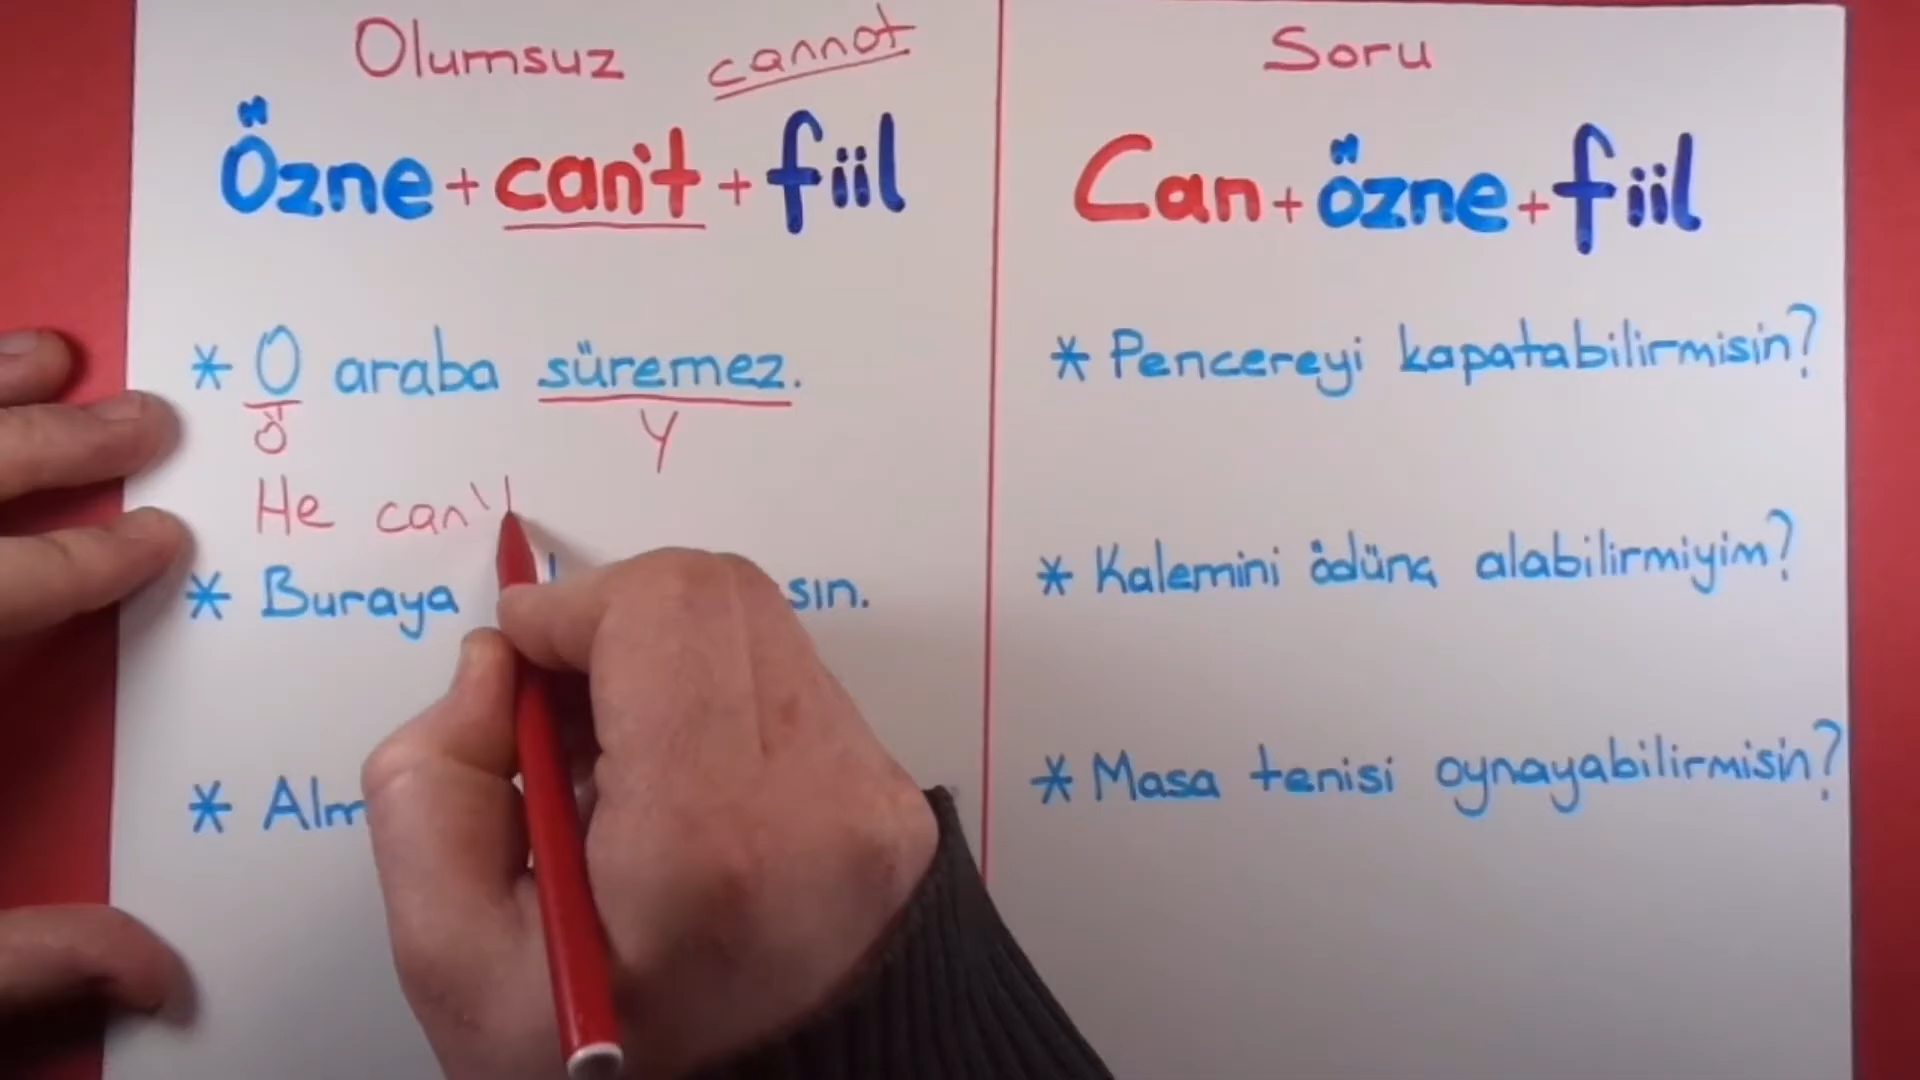 Olumsuz cannot
Özne + can't + fiil
* O araba süremez.
Ö Y
He can't
* Buraya
* Alm
Soru
Can + özne + fiil
* Pencereyi kapatabilirmisin?
* Kalemini ödünç alabilirmiyim?
* Masa tenisi oynayabilirmisin?